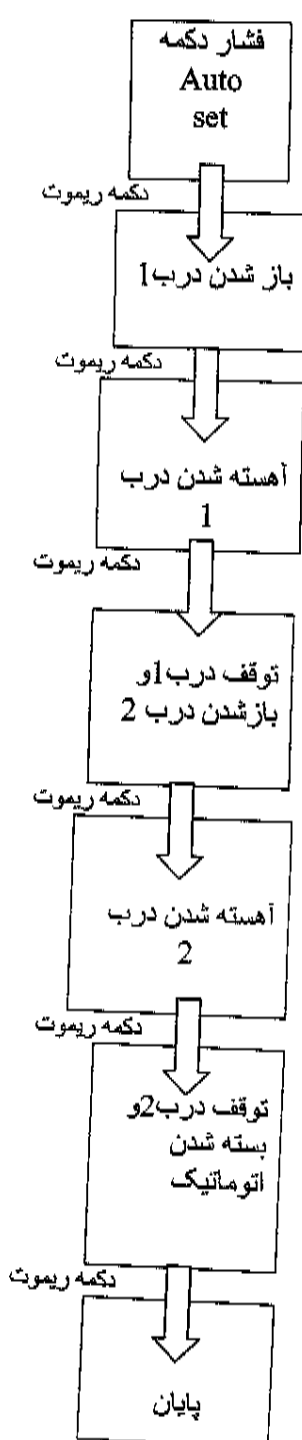 فشار دکمه
Auto
set
دکمه ریموت
باز شدن درب1
دکمه ریموت
آهسته شدن درب
1
دکمه ریموت
توقف درب1و
بازشدن درب 2
دکمه ریموت
آهسته شدن درب
2
دکمه ریموت
توقف درب2و
بسته شدن
اتوماتیک
دکمه ریموت
پایان